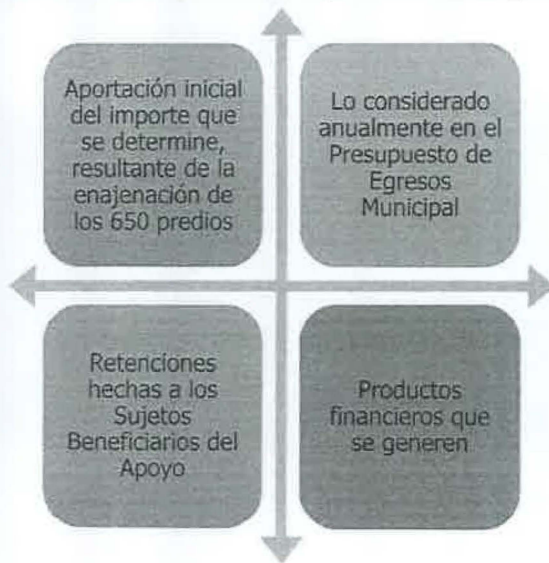 Aportación inicial
del importe que
se determine,
resultante de la
enajenación de
los 650 predios
Lo considerado
anualmente en el
Presupuesto de
Egresos
Municipal
Retenciones
hechas a los
Sujetos
Beneficiarios del
Apoyo
Productos
financieros que
se generen